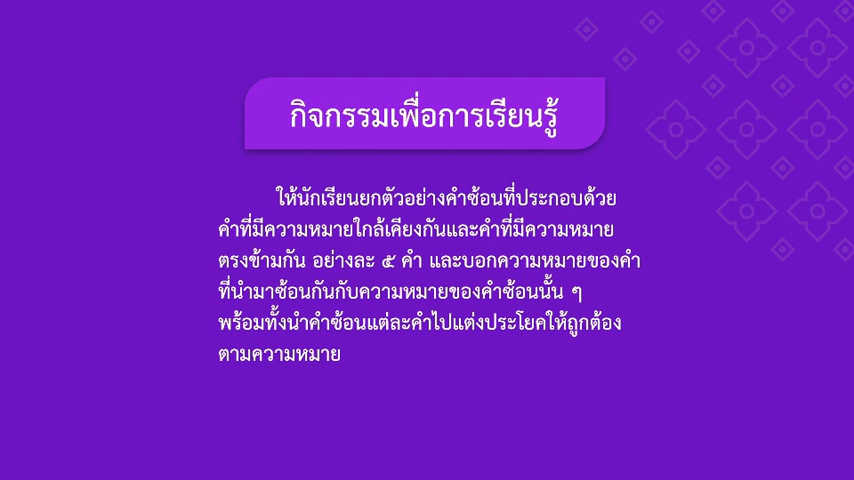 กิจกรรมเพื่อการเรียนรู้
ให้นักเรียนยกตัวอย่างคำซ้อนที่ประกอบด้วย
คำที่มีความหมายใกล้เคียงกันและคำที่มีความหมาย
ตรงข้ามกัน อย่างละ ๕ คำ และบอกความหมายของคำ
ที่นำมาซ้อนกันกับความหมายของคำซ้อนนั้น ๆ
พร้อมทั้งนำคำซ้อนแต่ละคำไปแต่งประโยคให้ถูกต้อง
ตามความหมาย